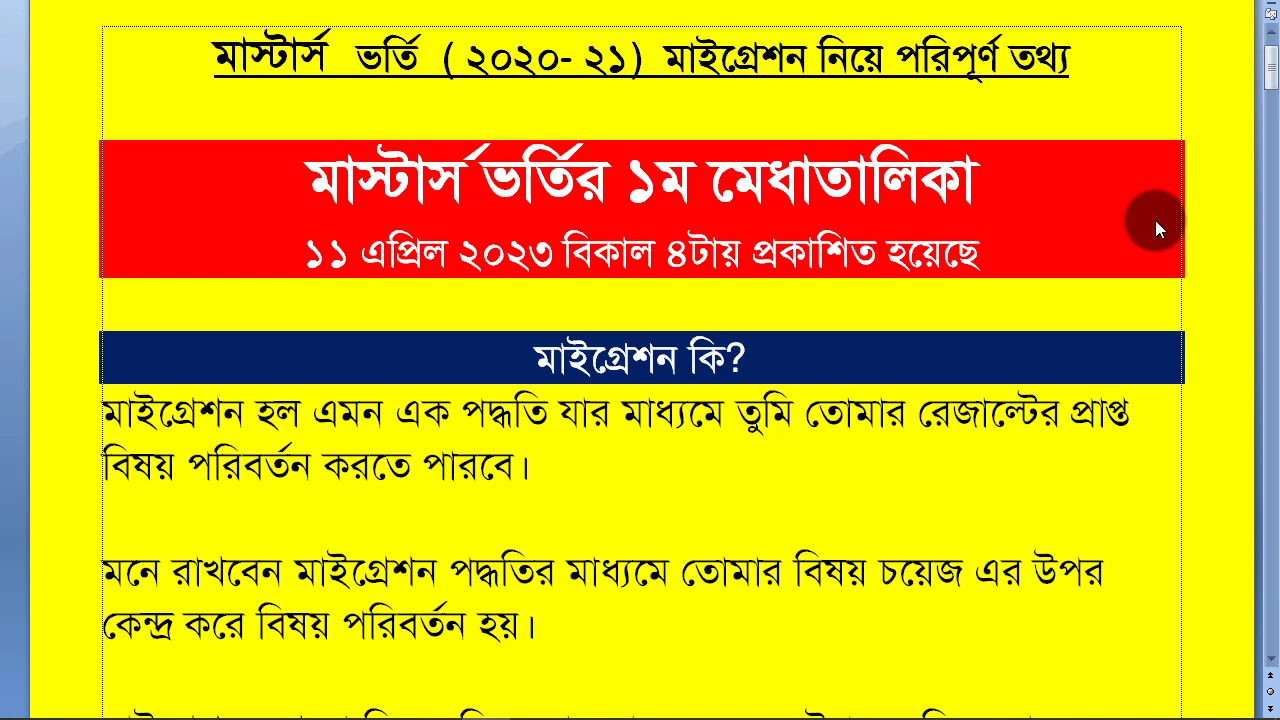 মাস্টার্স ভর্তি ( ২০২০- ২১) মাইগ্রেশন নিয়ে পরিপূর্ণ তথ্য
মাস্টার্স ভর্তির ১ম মেধাতালিকা
১১ এপ্রিল ২০২৩ বিকাল ৪টায় প্রকাশিত হয়েছে
মাইগ্রেশন কি?
মাইগ্রেশন হল এমন এক পদ্ধতি যার মাধ্যমে তুমি তোমার রেজাল্টের প্রাপ্ত
বিষয় পরিবর্তন করতে পারবে।
মনে রাখবেন মাইগ্রেশন পদ্ধতির মাধ্যমে তোমার বিষয় চয়েজ এর উপর
কেন্দ্র করে বিষয় পরিবর্তন হয়।